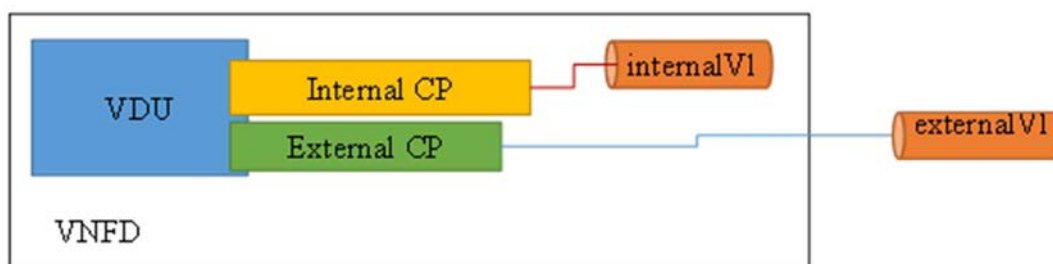 internalVl
VDU
Internal CP
External CP
externalVl
VNFD